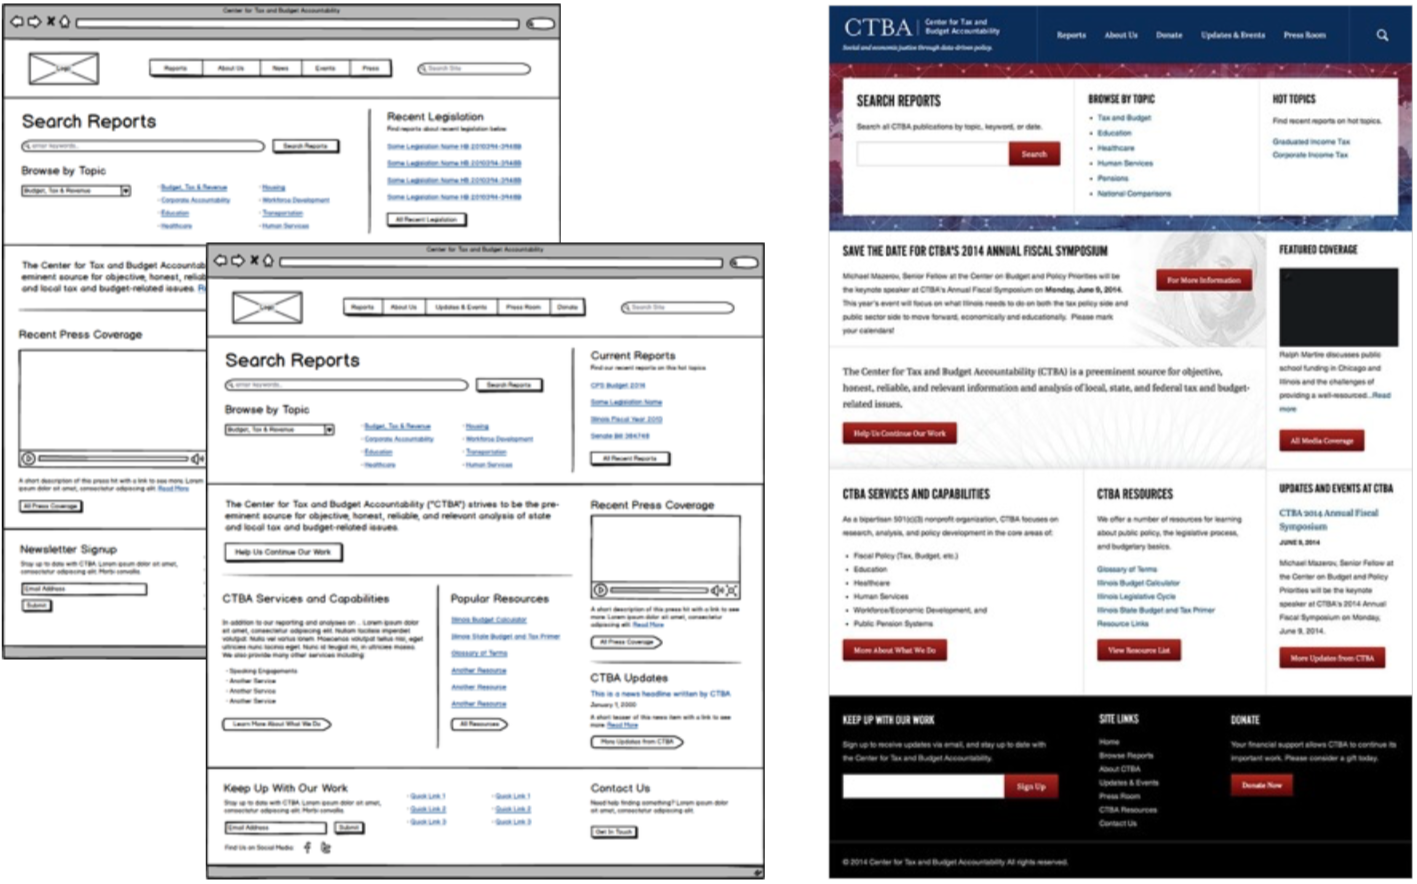 Center for Tax and Budget Accountability
Logo
Reports
About Us
News
Events
Press
Search Site
Search Reports
enter keywords..
Search Reports
Browse by Topic
Budget, Tax & Revenue
Budget, Tax & Revenue
Corporate Accountability
Education
Healthcare
Housing
Workforce Development
Transportation
Human Services
Recent Legislation
Find reports about recent legislation below
Some Legislation Name HB
Some Legislation Name HB
Some Legislation Name HB
Some Legislation Name HB
All Recent Legislation
The Center for Tax and Budget Accountab
eminent source for objective, honest, reliab
and local tax and budget-related issues.
Recent Press Coverage
A short description of this press hit with a link to see more. Lorem
ipsum dolor sit amet, consectetur adipiscing elit. Read More
All Press Coverage
Newsletter Signup
Stay up to date with CTBA. Lorem ipsum dolor sit amet,
consectetur adipiscing elit. Morbi convallis.
Email Address
Submit
Center for Tax and Budget Accountability
Logo
Reports
About Us
Updates & Events
Press Room
Donate
Search Site
Search Reports
enter keywords..
Search Reports
Browse by Topic
Budget, Tax & Revenue
Budget, Tax & Revenue
Corporate Accountability
Education
Healthcare
Housing
Workforce Development
Transportation
Human Services
Current Reports
Find our recent reports on this hot topics
CPS Budget 2014
Some Legislation Name
Illinois Fiscal Year 2013
Senate Bill
All Recent Reports
The Center for Tax and Budget Accountability ("CTBA") strives to be the pre-
eminent source for objective, honest, reliable, and relevant analysis of state
and local tax and budget-related issues.
Help Us Continue Our Work
Recent Press Coverage
A short description of this press hit with a link to see
more. Lorem ipsum dolor sit amet, consectetur
adipiscing elit. Read More
All Press Coverage
CTBA Services and Capabilities
In addition to our reporting and analyses on .. Lorem ipsum dolor
sit amet, consectetur adipiscing elit. Nullam facilisis imperdiet
We also provide many other services including:
Speaking Engagements
Another Service
Another Service
Another Service
Learn More About What We Do
Popular Resources
Illinois Budget Calculator
Illinois State Budget and Tax Primer
Glossary of Terms
Another Resource
Another Resource
Another Resource
All Resources
CTBA Updates
This is a news headline written by CTBA
January 1, 2000
A short teaser of this news item with a link to see
more. Read More
More Updates from CTBA
Keep Up With Our Work
Stay up to date with CTBA. Lorem ipsum dolor sit amet,
consectetur adipiscing elit. Morbi convallis.
Email Address
Submit
Find Us on Social Media:
Quick Link 1
Quick Link 2
Quick Link 3
Quick Link 1
Quick Link 2
Quick Link 3
Contact Us
Need help finding something? Lorem ipsum dolor
sit amet, consectetur adipiscing elit.
Get In Touch
CTBA
Center for Tax and
Budget Accountability
Social and economic justice through data-driven policy.
Reports
About Us
Donate
Updates & Events
Press Room
SEARCH REPORTS
Search all CTBA publications by topic, keyword, or date.
Search
BROWSE BY TOPIC
Tax and Budget
Education
Healthcare
Human Services
Pensions
National Comparisons
HOT TOPICS
Find recent reports on hot topics.
Graduated Income Tax
Corporate Income Tax
SAVE THE DATE FOR CTBA'S 2014 ANNUAL FISCAL SYMPOSIUM
Michael Mazerov, Senior Fellow at the Center on Budget and Policy Priorities will be
the keynote speaker at CTBA's Annual Fiscal Symposium on Monday, June 9, 2014.
This year's event will focus on what Illinois needs to do on both the tax policy side and
public sector side to move forward, economically and educationally. Please mark
your calendars!
For More Information
FEATURED COVERAGE
Ralph Martire discusses public
school funding in Chicago and
Illinois and the challenges of
providing a well-resourced...Read
more
All Media Coverage
The Center for Tax and Budget Accountability (CTBA) is a preeminent source for objective,
honest, reliable, and relevant information and analysis of local, state, and federal tax and budget-
related issues.
Help Us Continue Our Work
CTBA SERVICES AND CAPABILITIES
As a bipartisan 501(c)(3) nonprofit organization, CTBA focuses on
research, analysis, and policy development in the core areas of:
Fiscal Policy (Tax, Budget, etc.)
Education
Healthcare
Human Services
Workforce/Economic Development, and
Public Pension Systems
More About What We Do
CTBA RESOURCES
We offer a number of resources for learning
about public policy, the legislative process,
and budgetary basics.
Glossary of Terms
Illinois Budget Calculator
Illinois Legislative Cycle
Illinois State Budget and Tax Primer
Resource Links
View Resource List
UPDATES AND EVENTS AT CTBA
CTBA 2014 Annual Fiscal
Symposium
JUNE 9, 2014
Michael Mazerov, Senior Fellow at
the Center on Budget and Policy
Priorities will be the keynote
speaker at CTBA's 2014 Annual
Fiscal Symposium on Monday,
June 9, 2014.
More Updates from CTBA
KEEP UP WITH OUR WORK
Sign up to receive updates via email, and stay up to date with
the Center for Tax and Budget Accountability.
Sign Up
SITE LINKS
Home
Browse Reports
About CTBA
Updates & Events
Press Room
CTBA Resources
Contact Us
DONATE
Your financial support allows CTBA to continue its
important work. Please consider a gift today.
Donate Now
© 2014 Center for Tax and Budget Accountability All rights reserved.